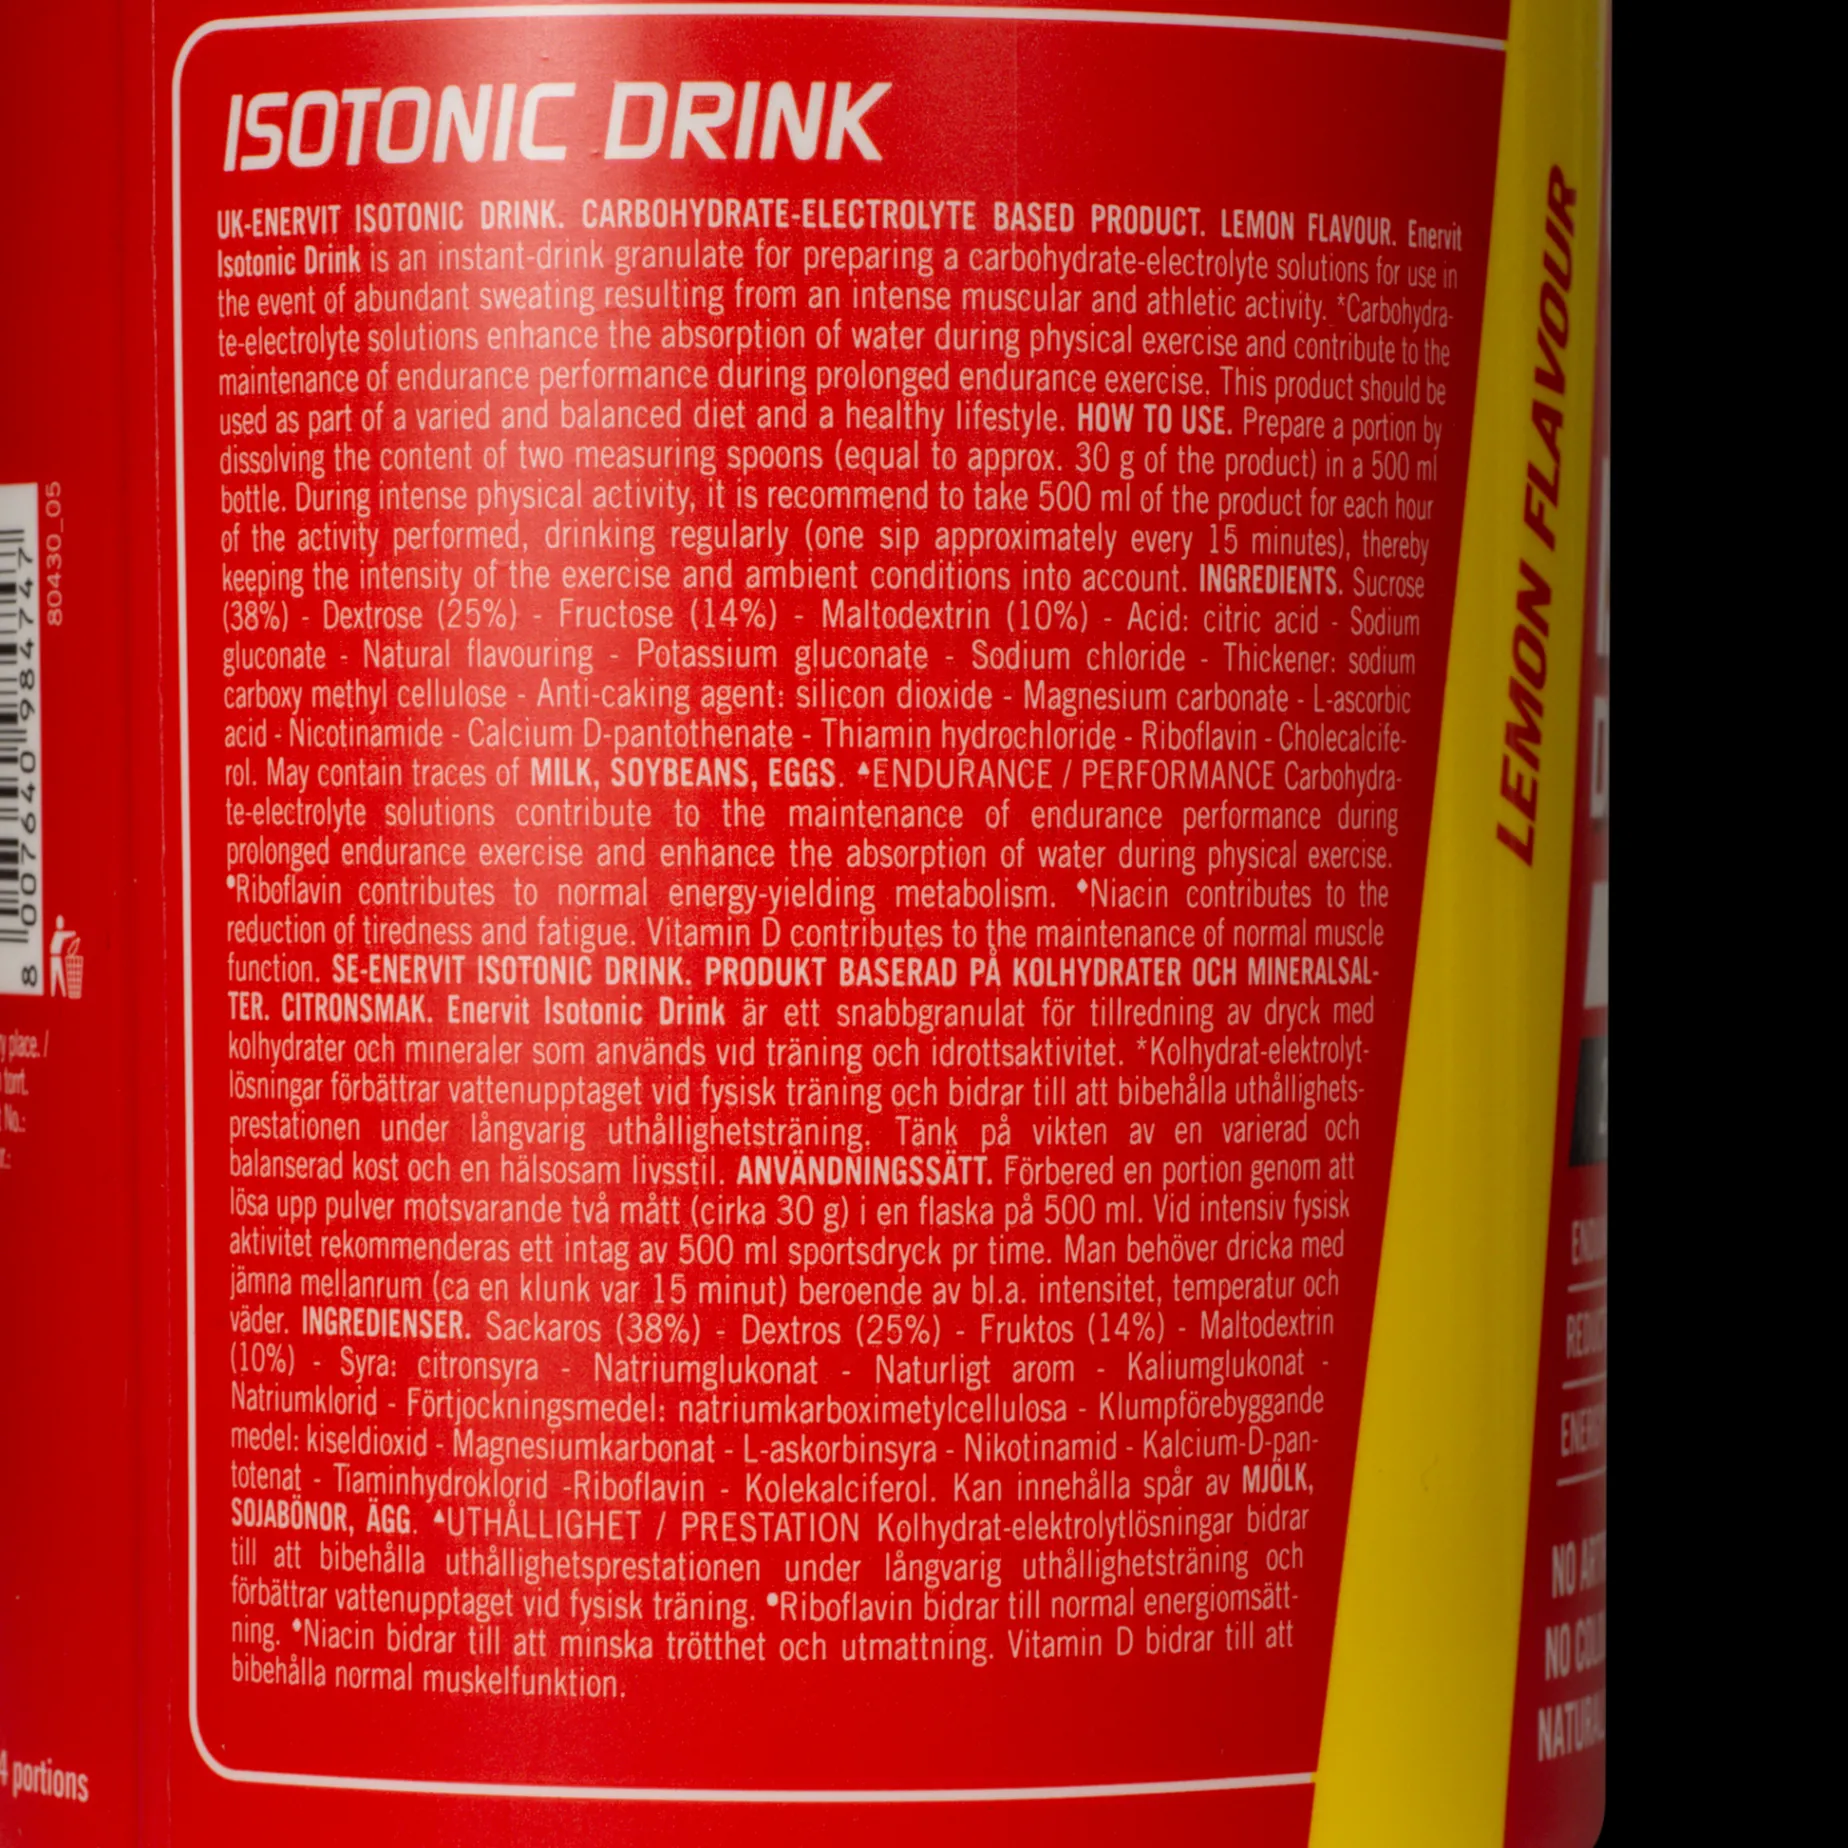 ISOTONIC DRINK
UK-ENERVIT ISOTONIC DRINK. CARBOHYDRATE-ELECTROLYTE BASED PRODUCT. LEMON FLAVOUR. Enervit
Isotonic Drink is an instant-drink granulate for preparing a carbohydrate-electrolyte solutions for use in
the event of abundant sweating resulting from an intense muscular and athletic activity. *Carbohydra-
te-electrolyte solutions enhance the absorption of water during physical exercise and contribute to the
maintenance of endurance performance during prolonged endurance exercise. This product should be
used as part of a varied and balanced diet and a healthy lifestyle. HOW TO USE. Prepare a portion by
dissolving the content of two measuring spoons (equal to approx. 30 g of the product) in a 500 ml
bottle. During intense physical activity, it is recommend to take 500 ml of the product for each hour
of the activity performed, drinking regularly (one sip approximately every 15 minutes), thereby
keeping the intensity of the exercise and ambient conditions into account. INGREDIENTS. Sucrose
(38%) - Dextrose (25%) - Fructose (14%) - Maltodextrin (10%) - Acid: citric acid - Sodium
gluconate - Natural flavouring - Potassium gluconate - Sodium chloride - Thickener: sodium
carboxy methyl cellulose - Anti-caking agent: silicon dioxide - Magnesium carbonate - L-ascorbic
acid - Nicotinamide - Calcium D-pantothenate - Thiamin hydrochloride - Riboflavin - Cholecalcife-
rol. May contain traces of MILK, SOYBEANS, EGGS. ▲ENDURANCE / PERFORMANCE Carbohydra-
te-electrolyte solutions contribute to the maintenance of endurance performance during
prolonged endurance exercise and enhance the absorption of water during physical exercise.
●Riboflavin contributes to normal energy-yielding metabolism. ♦Niacin contributes to the
reduction of tiredness and fatigue. Vitamin D contributes to the maintenance of normal muscle
function. SE-ENERVIT ISOTONIC DRINK. PRODUKT BASERAD PÅ KOLHYDRATER OCH MINERALSAL-
TER. CITRONSMAK. Enervit Isotonic Drink är ett snabbgranulat för tillredning av dryck med
kolhydrater och mineraler som används vid träning och idrottsaktivitet. *Kolhydrat-elektrolyt-
lösningar förbättrar vattenupptaget vid fysisk träning och bidrar till att bibehålla uthållighets-
prestationen under långvarig uthållighetsträning. Tänk på vikten av en varierad och
balanserad kost och en hälsosam livsstil. ANVÄNDNINGSSÄTT. Förbered en portion genom att
lösa upp pulver motsvarande två mått (cirka 30 g) i en flaska på 500 ml. Vid intensiv fysisk
aktivitet rekommenderas ett intag av 500 ml sportsdryck pr time. Man behöver dricka med
jämna mellanrum (ca en klunk var 15 minut) beroende av bl.a. intensitet, temperatur och
väder. INGREDIENSER. Sackaros (38%) - Dextros (25%) - Fruktos (14%) - Maltodextrin
(10%) - Syra: citronsyra - Natriumglukonat - Naturligt arom - Kaliumglukonat -
Natriumklorid - Förtjockningsmedel: natriumkarboximetylcellulosa - Klumpförebyggande
medel: kiseldioxid - Magnesiumkarbonat - L-askorbinsyra - Nikotinamid - Kalcium-D-pan-
totenat - Tiaminhydroklorid -Riboflavin - Kolekalciferol. Kan innehålla spår av MJÖLK,
SOJABÖNOR, ÄGG. ▲UTHÅLLIGHET / PRESTATION Kolhydrat-elektrolytlösningar bidrar
till att bibehålla uthållighetsprestationen under långvarig uthållighetsträning och
förbättrar vattenupptaget vid fysisk träning. ●Riboflavin bidrar till normal energiomsätt-
ning. ♦Niacin bidrar till att minska trötthet och utmattning. Vitamin D bidrar till att
bibehålla normal muskelfunktion.
LEMON FLAVOUR
80430_05
8 007640 984747
place. /
No.:
4 portions
NO
NO